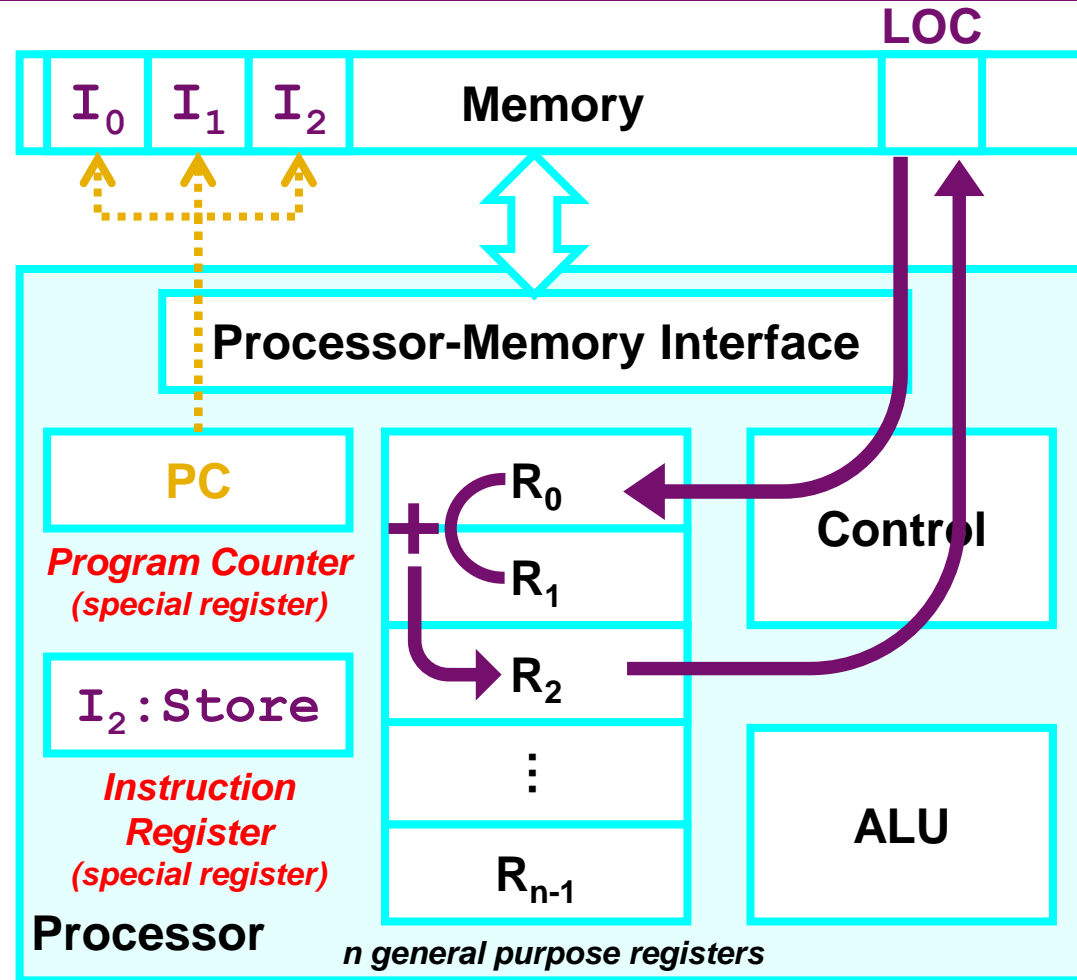 LOC
I₀ I₁ I₂ Memory
Processor-Memory Interface
PC
Program Counter
(special register)
I₂:Store
Instruction
Register
(special register)
R₀
+
R₁
R₂
⋮
Rₙ₋₁
Control
ALU
Processor
n general purpose registers